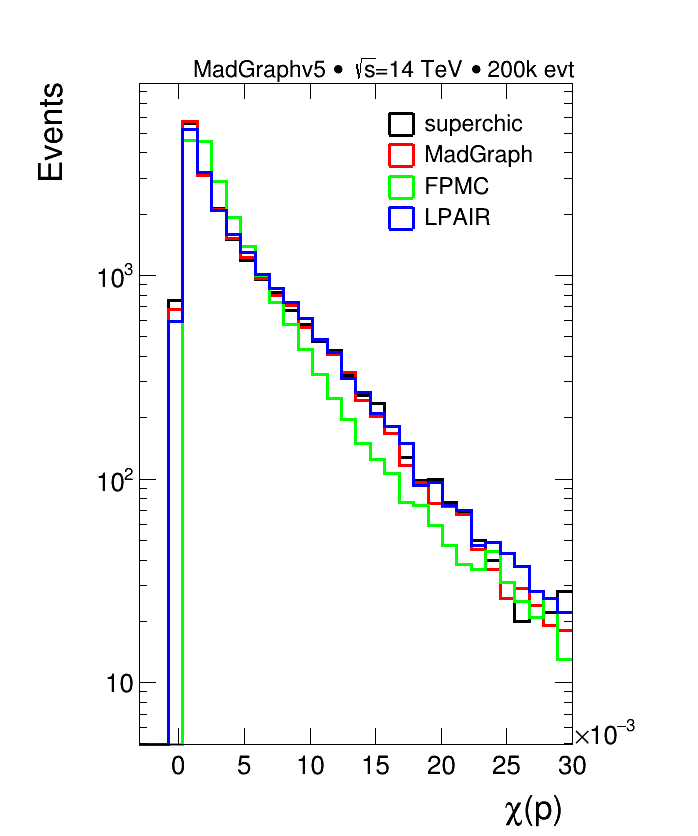 MadGraphv5 • √s=14 TeV • 200k evt
Events
superchic
MadGraph
FPMC
LPAIR
10³
10²
10
0 5 10 15 20 25 30
×10⁻³
χ(p)